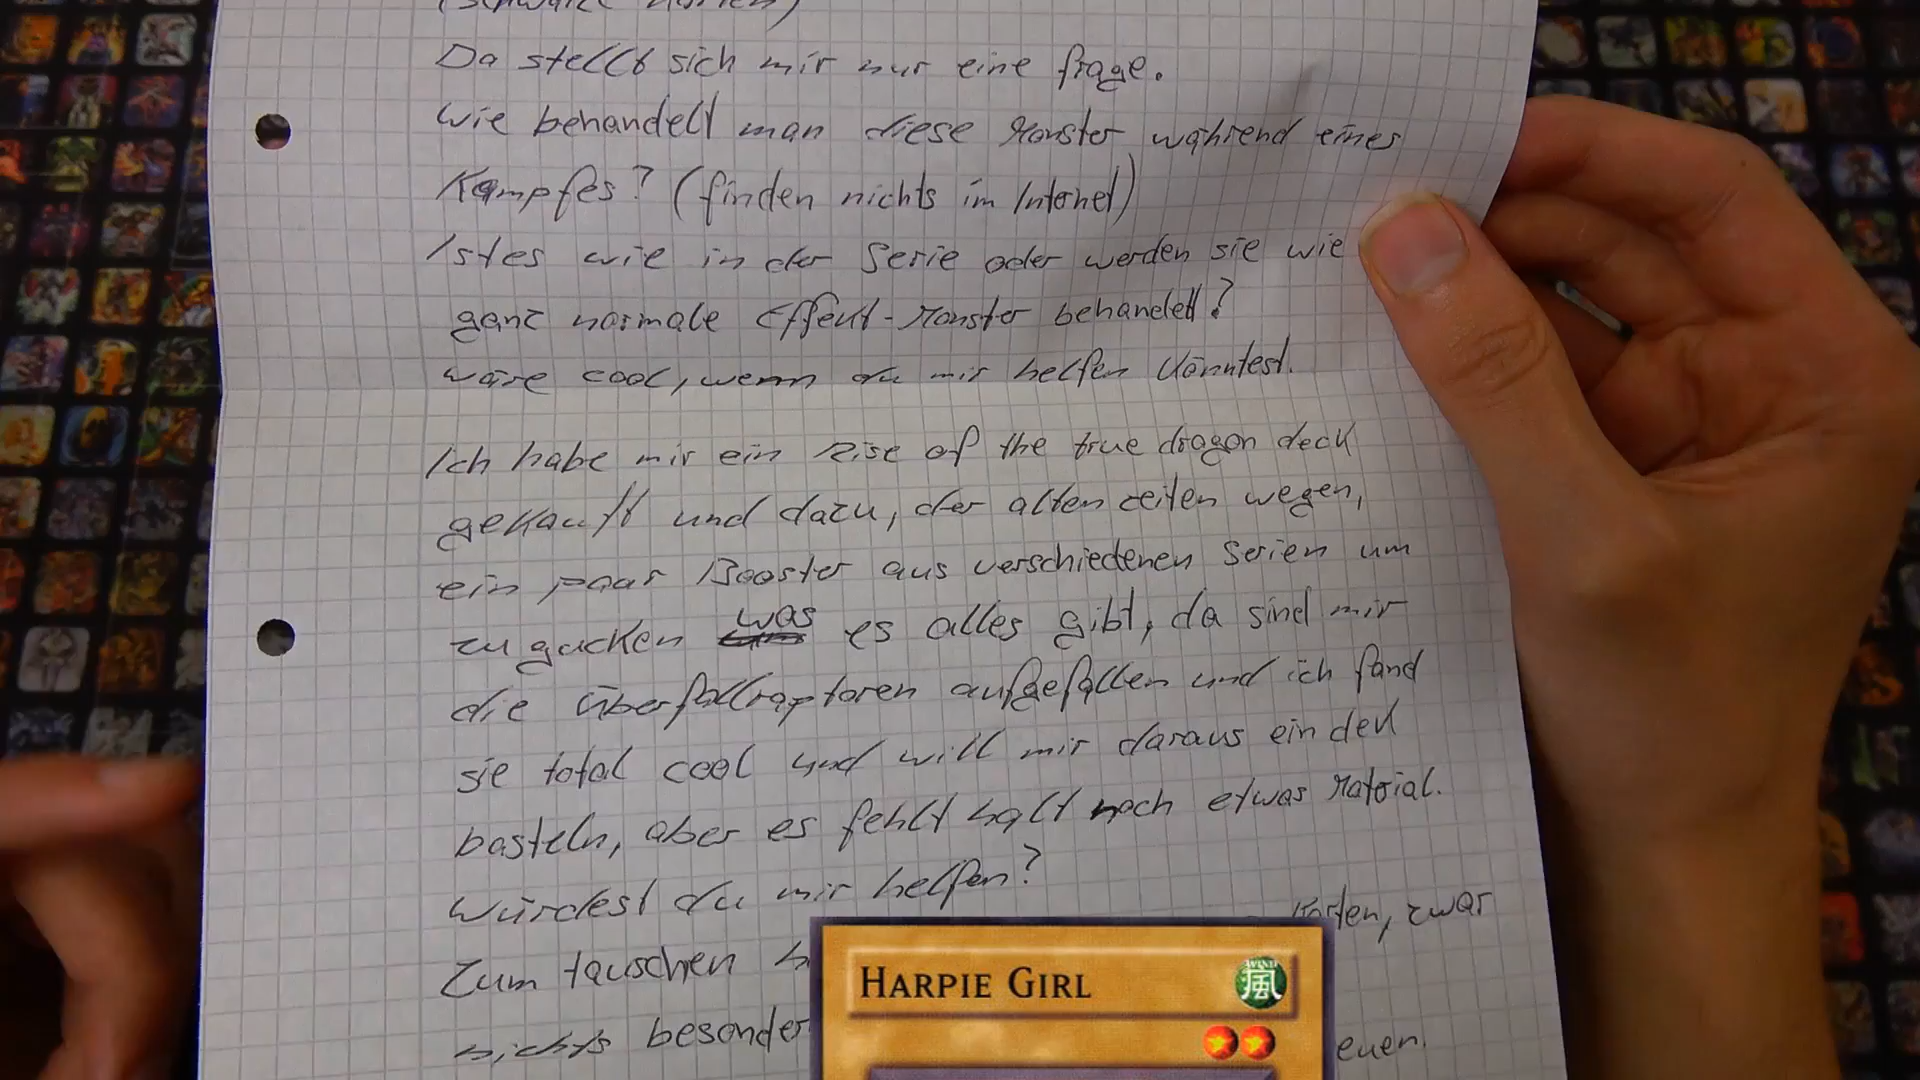 (schwarze Karten)
Da stellt sich mir nur eine frage.
Wie behandelt man diese Monster während eines
Kampfes? (finden nichts im Internet)
Ist es wie in der Serie oder werden sie wie
ganz normale Effekt-Monster behandelt?
wäre cool, wenn du mir helfen könntest.
Ich habe mir ein Rise of the true dragon deck
gekauft und dazu, der alten zeiten wegen,
ein paar Booster aus verschiedenen Serien um
zu gucken was es alles gibt, da sind mir
die Überfallraptoren aufgefallen und ich fand
sie total cool und will mir daraus ein deck
basteln, aber es fehlt halt noch etwas Material.
Würdest du mir helfen?
Zum tauschen Karten, zwar
nichts besonder euen.
HARPIE GIRL
WIND
風